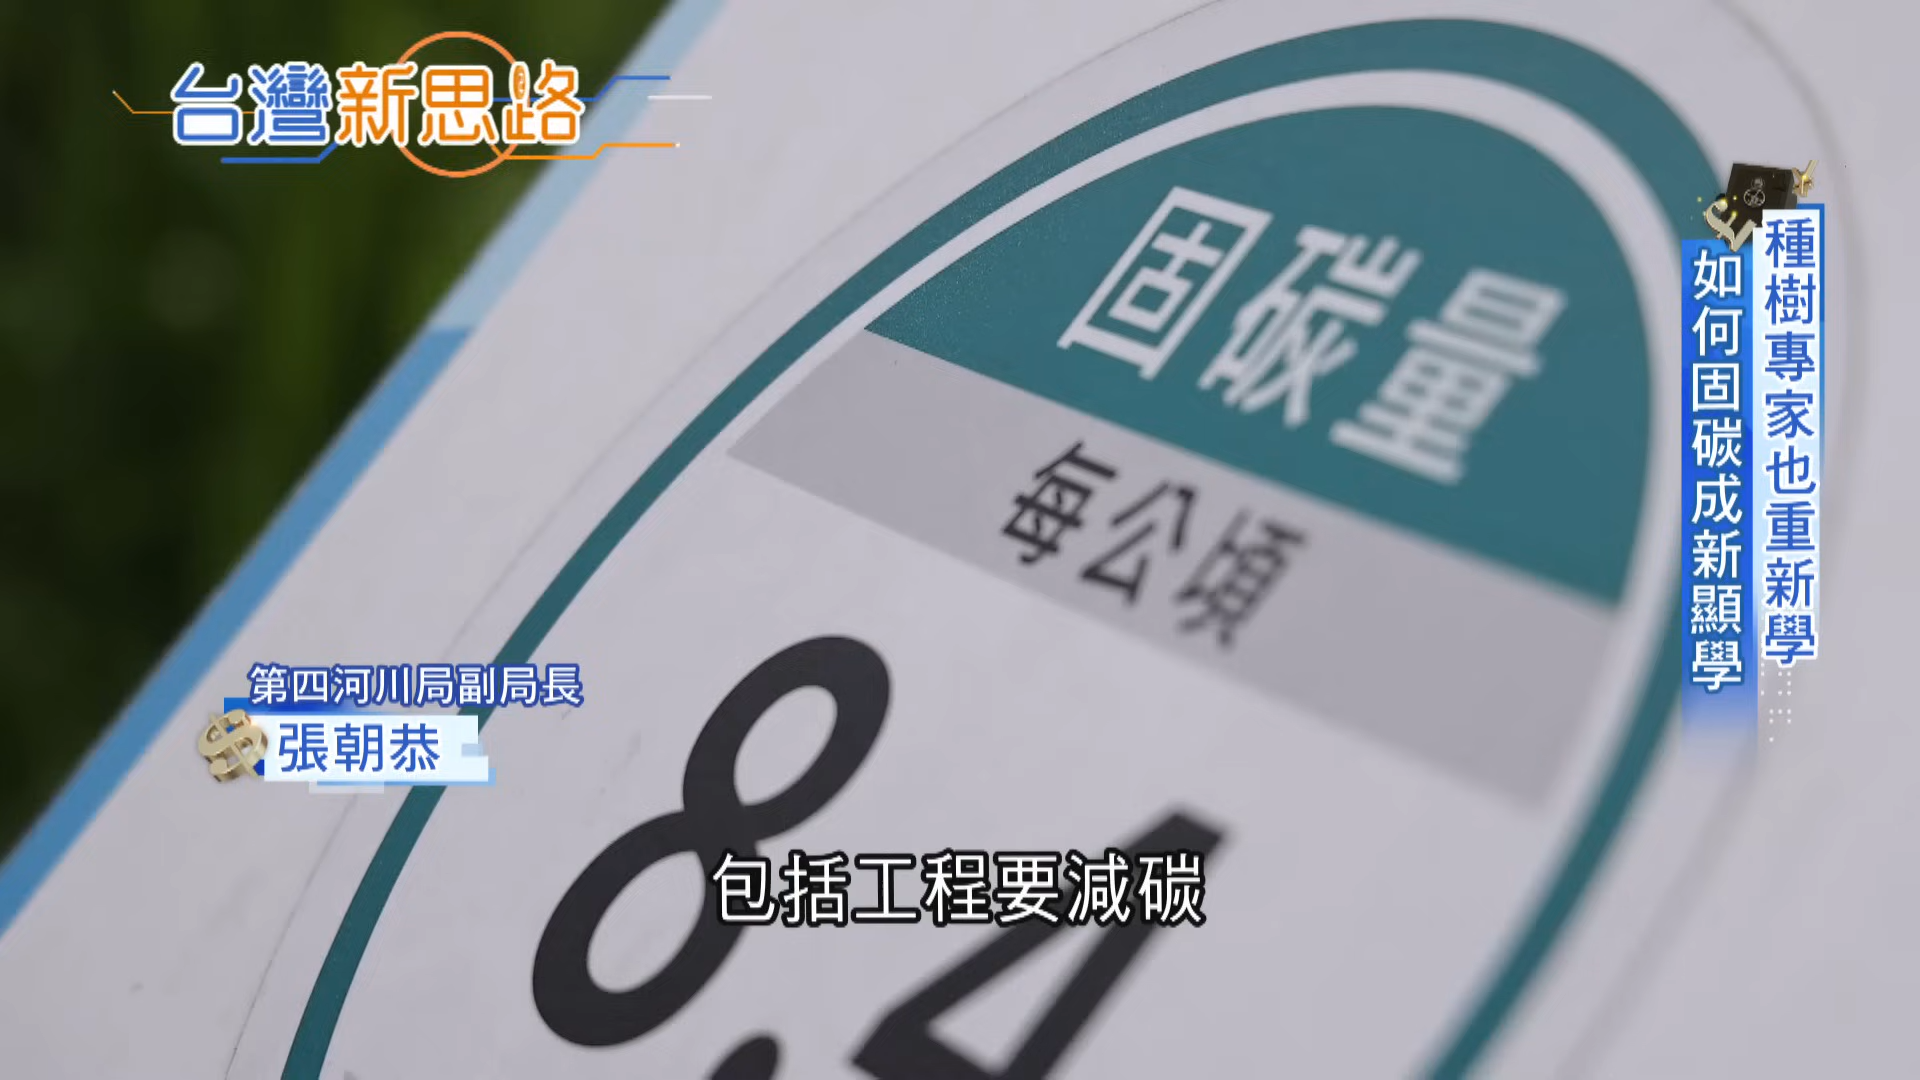 台灣新思路
種樹專家也重新學
如何固碳成新顯學
固碳量
每公頃
8.4
第四河川局副局長
張朝恭
包括工程要減碳